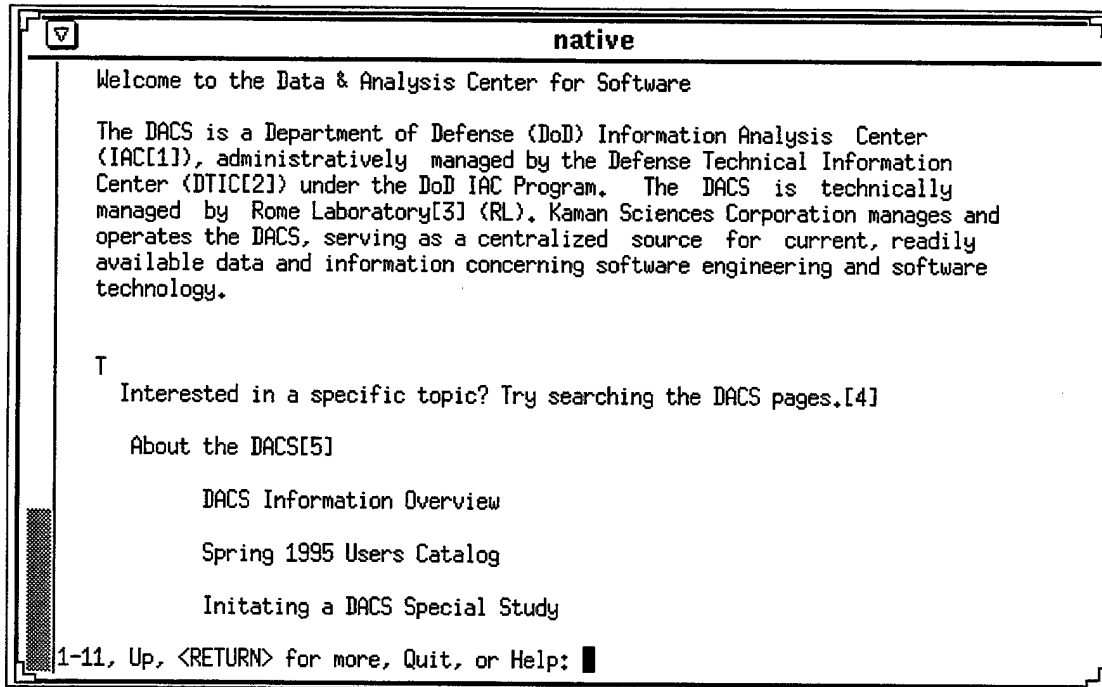 native
Welcome to the Data & Analysis Center for Software
The DACS is a Department of Defense (DoD) Information Analysis Center
(IAC[1]), administratively managed by the Defense Technical Information
Center (DTIC[2]) under the DoD IAC Program. The DACS is technically
managed by Rome Laboratory[3] (RL). Kaman Sciences Corporation manages and
operates the DACS, serving as a centralized source for current, readily
available data and information concerning software engineering and software
technology.
T
Interested in a specific topic? Try searching the DACS pages.[4]
About the DACS[5]
DACS Information Overview
Spring 1995 Users Catalog
Initating a DACS Special Study
1-11, Up, <RETURN> for more, Quit, or Help: